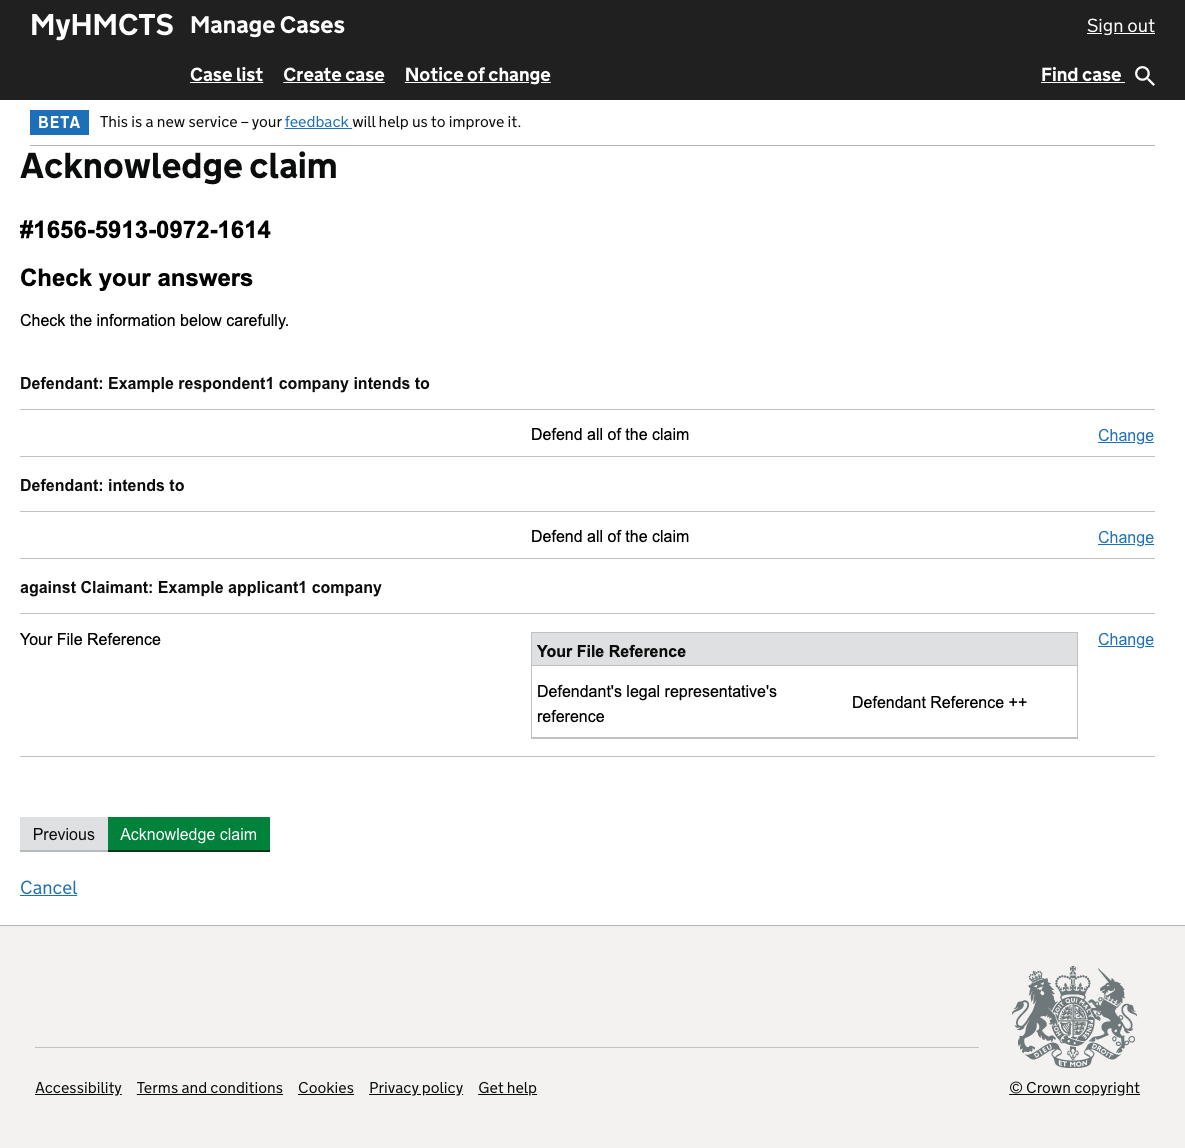 MyHMCTS Manage Cases Sign out
Case list Create case Notice of change Find case
BETA This is a new service – your feedback will help us to improve it.
Acknowledge claim
#1656-5913-0972-1614
Check your answers
Check the information below carefully.
Defendant: Example respondent1 company intends to
Defend all of the claim Change
Defendant: intends to
Defend all of the claim Change
against Claimant: Example applicant1 company
Your File Reference Change
Your File Reference
Defendant's legal representative's
reference
Defendant Reference ++
Previous Acknowledge claim
Cancel
DIEU ET MON DROIT
Accessibility Terms and conditions Cookies Privacy policy Get help © Crown copyright